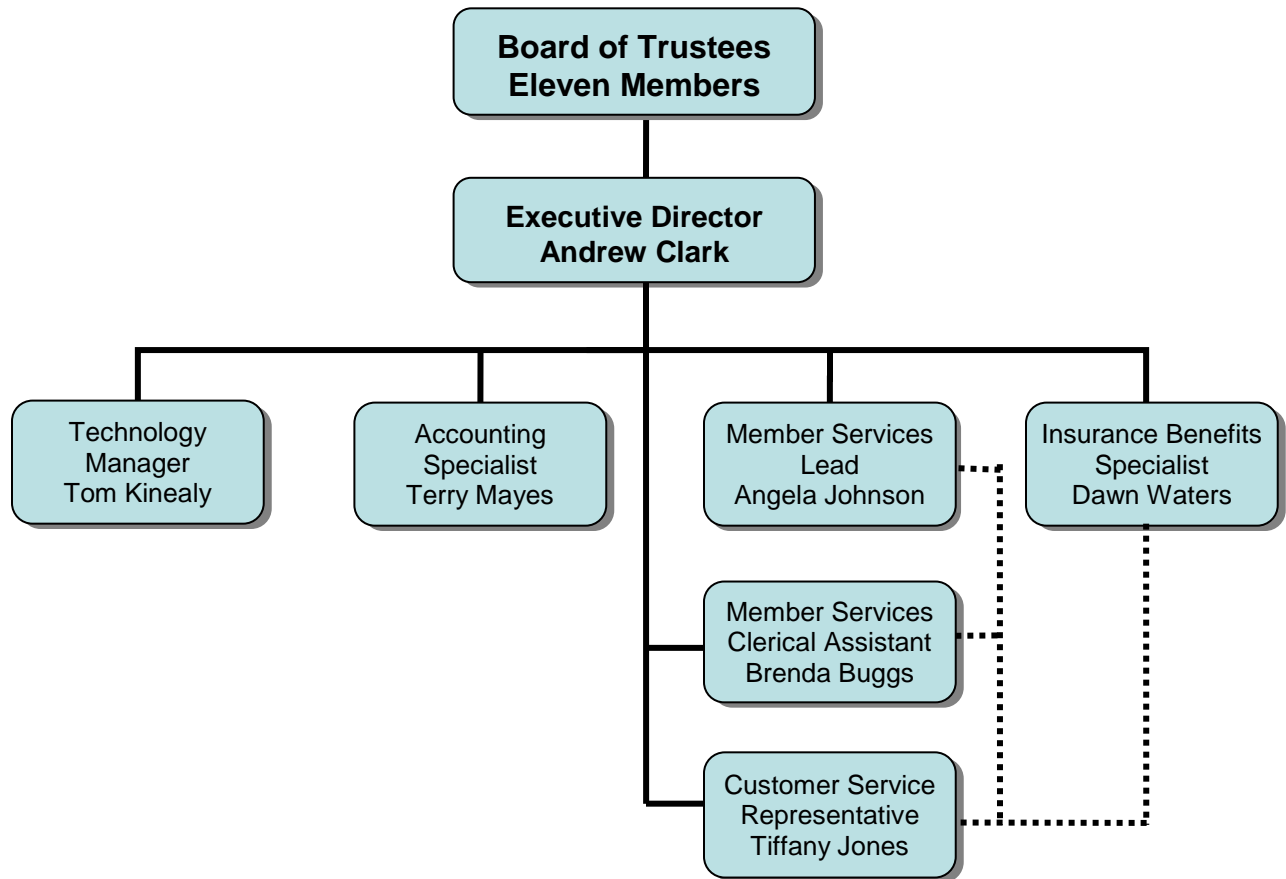 Board of Trustees
Eleven Members
Executive Director
Andrew Clark
Technology
Manager
Tom Kinealy
Accounting
Specialist
Terry Mayes
Member Services
Lead
Angela Johnson
Insurance Benefits
Specialist
Dawn Waters
Member Services
Clerical Assistant
Brenda Buggs
Customer Service
Representative
Tiffany Jones